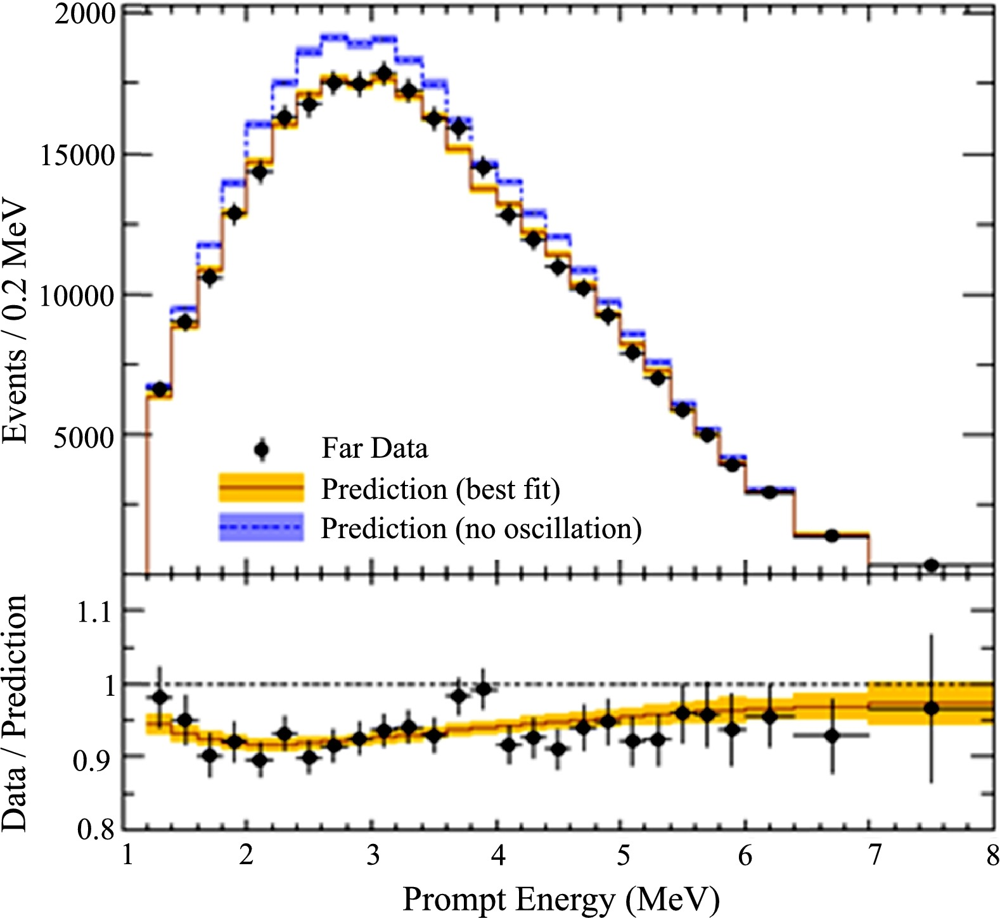 2000
15000
10000
5000
Events / 0.2 MeV
Far Data
Prediction (best fit)
Prediction (no oscillation)
1.1
1
0.9
0.8
Data / Prediction
1 2 3 4 5 6 7 8
Prompt Energy (MeV)